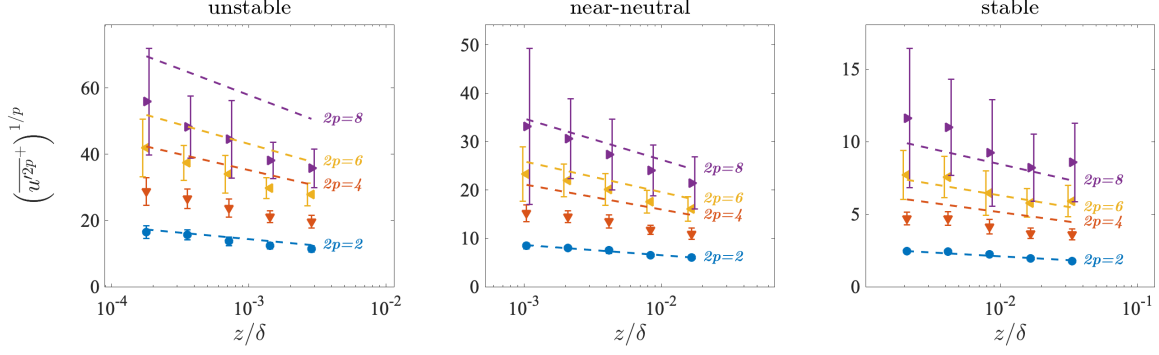 unstable near-neutral stable
(u'^{2p}^+)^{1/p}
60
40
20
0
2p=8
2p=6
2p=4
2p=2
10^-4 10^-3 10^-2
z/δ
50
40
30
20
10
0
2p=8
2p=6
2p=4
2p=2
10^-3 10^-2
z/δ
15
10
5
0
2p=8
2p=6
2p=4
2p=2
10^-2 10^-1
z/δ